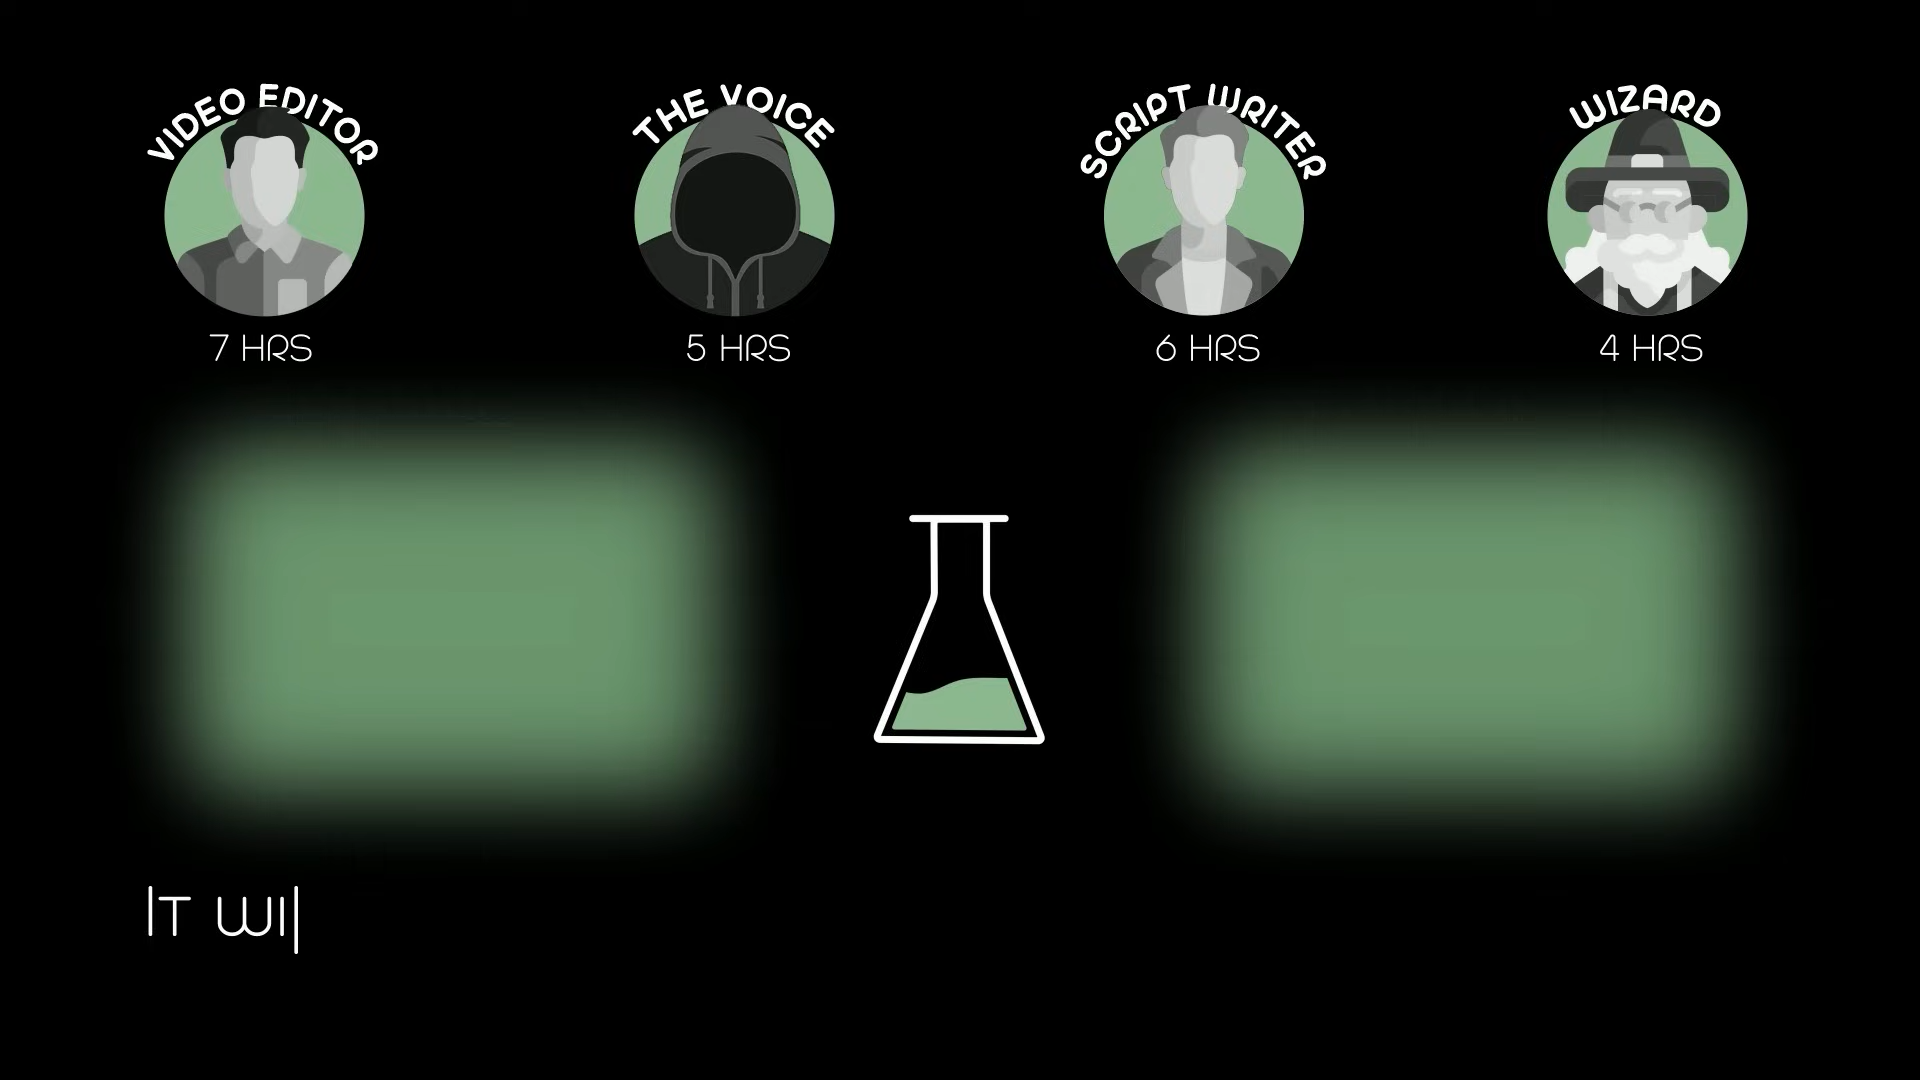 VIDEO EDITOR
THE VOICE
SCRIPT WRITER
WIZARD
7 HRS
5 HRS
6 HRS
4 HRS
IT WI